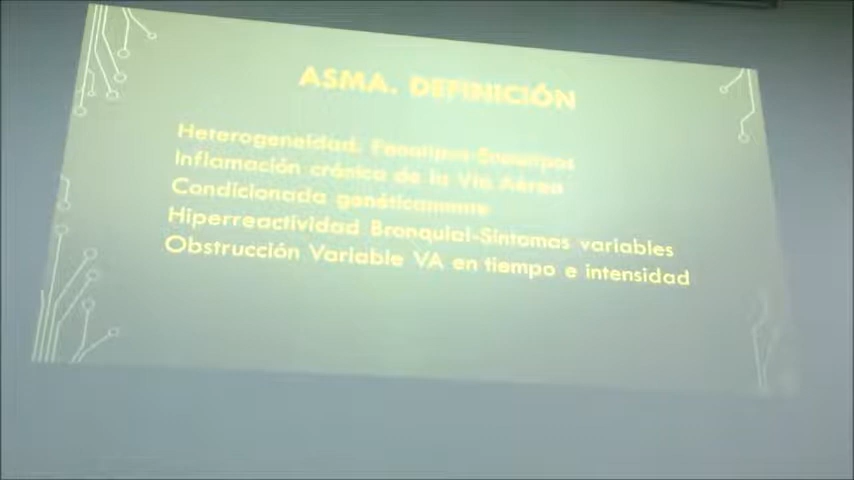 ASMA. DEFINICIÓN
Heterogeneidad. Fenotipos-Endotipos
Inflamación crónica de la Vía Aérea
Condicionada genéticamente
Hiperreactividad Bronquial-Síntomas variables
Obstrucción Variable VA en tiempo e intensidad